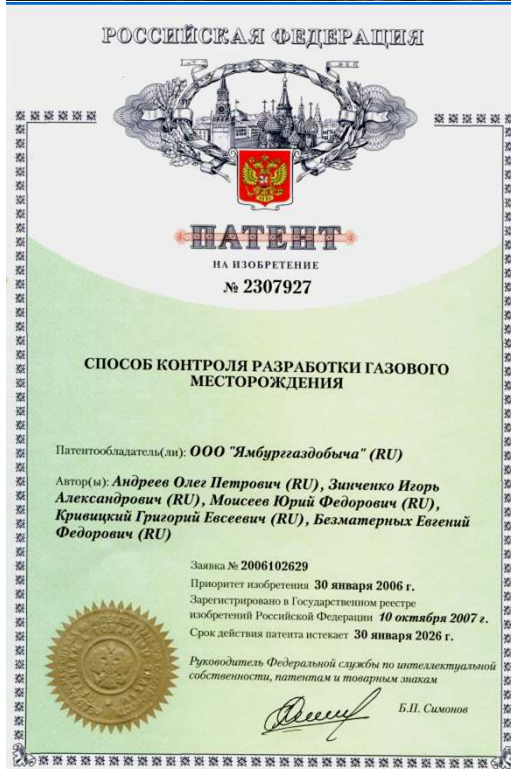 РОССИЙСКАЯ ФЕДЕРАЦИЯ
ПАТЕНТ
НА ИЗОБРЕТЕНИЕ
№ 2307927
СПОСОБ КОНТРОЛЯ РАЗРАБОТКИ ГАЗОВОГО
МЕСТОРОЖДЕНИЯ
Патентообладатель(ли): ООО "Ямбурггаздобыча" (RU)
Автор(ы): Андреев Олег Петрович (RU), Зинченко Игорь
Александрович (RU), Моисеев Юрий Федорович (RU),
Кривицкий Григорий Евсеевич (RU), Безматерных Евгений
Федорович (RU)
Заявка № 2006102629
Приоритет изобретения 30 января 2006 г.
Зарегистрировано в Государственном реестре
изобретений Российской Федерации 10 октября 2007 г.
Срок действия патента истекает 30 января 2026 г.
Руководитель Федеральной службы по интеллектуальной
собственности, патентам и товарным знакам
Б.П. Симонов